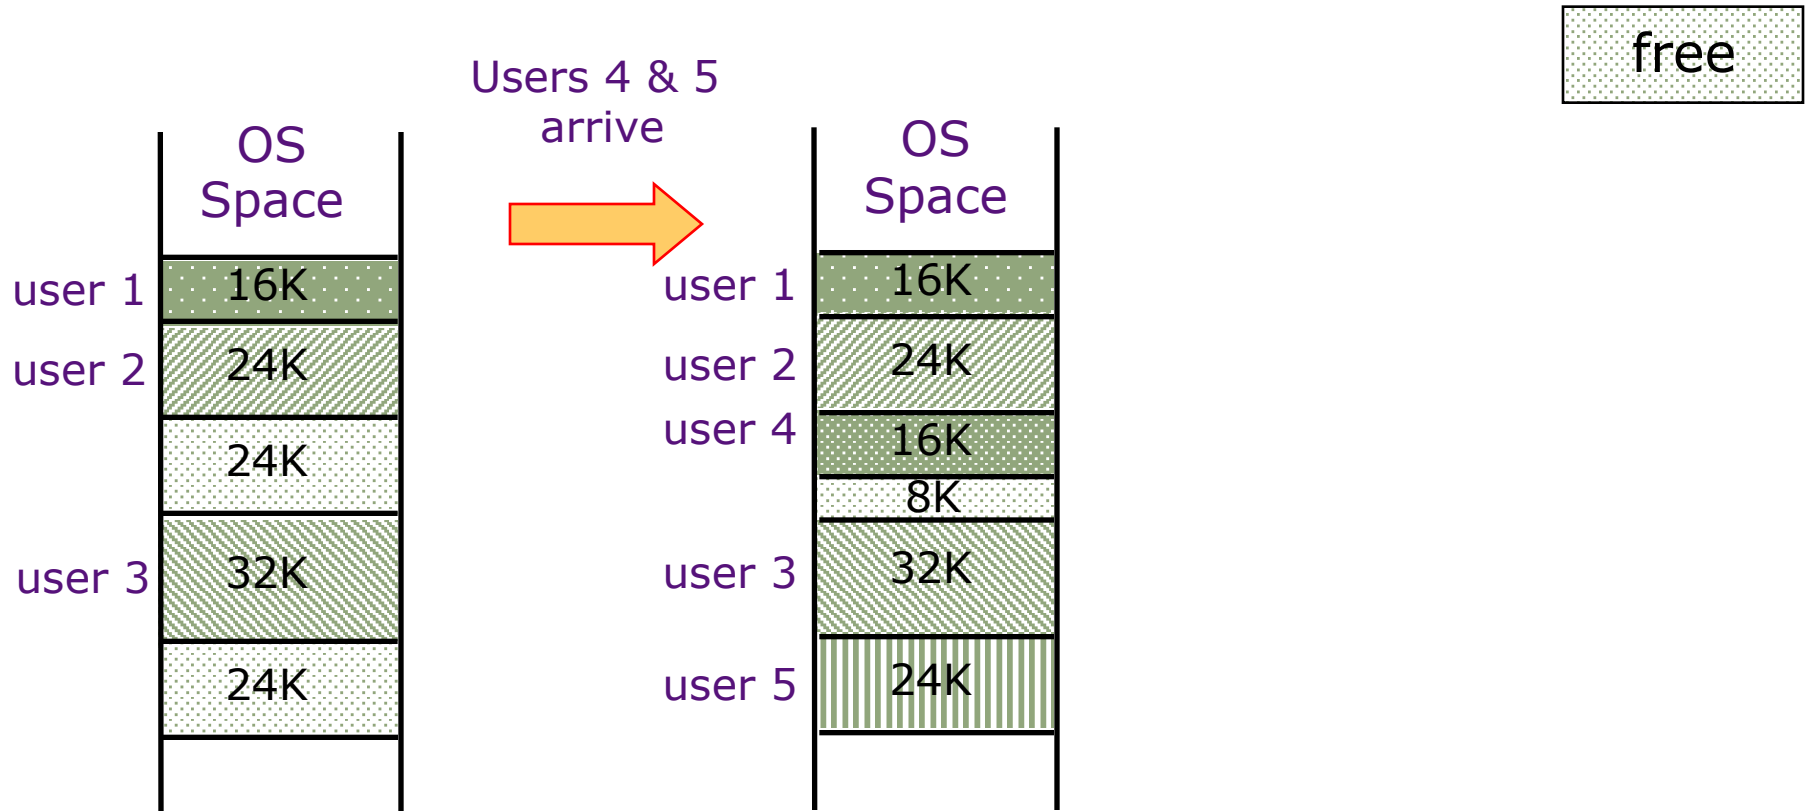 free
Users 4 & 5
arrive
OS
Space
user 1 16K
user 2 24K
24K
user 3 32K
24K
OS
Space
user 1 16K
user 2 24K
user 4 16K
8K
user 3 32K
user 5 24K